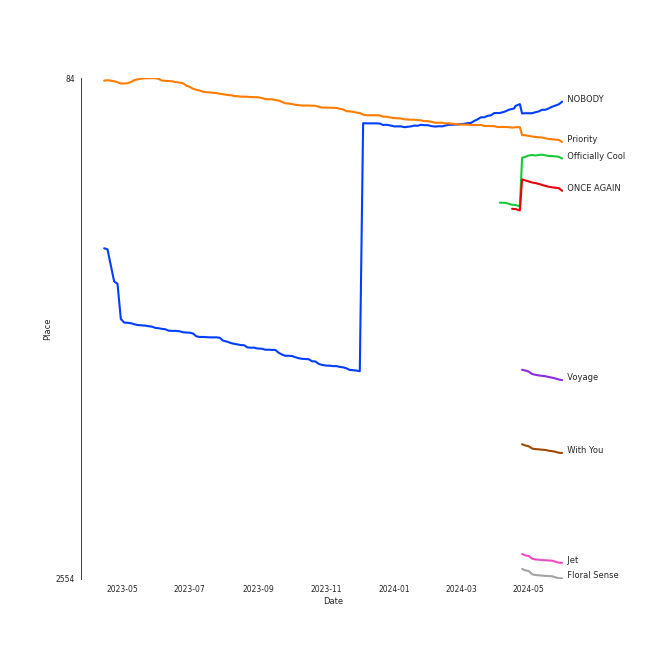 84
NOBODY
Priority
Officially Cool
ONCE AGAIN
Place
Voyage
With You
Jet
Floral Sense
2554
2023-05 2023-07 2023-09 2023-11 2024-01 2024-03 2024-05
Date